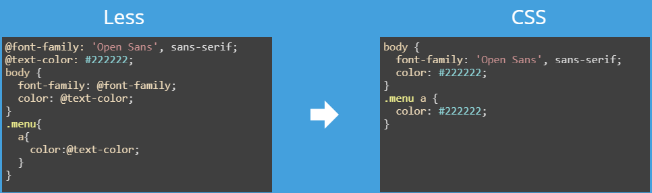 Less
@font-family: 'Open Sans', sans-serif;
@text-color: #222222;
body {
  font-family: @font-family;
  color: @text-color;
}
.menu{
  a{
    color:@text-color;
  }
}
CSS
body {
  font-family: 'Open Sans', sans-serif;
  color: #222222;
}
.menu a {
  color: #222222;
}